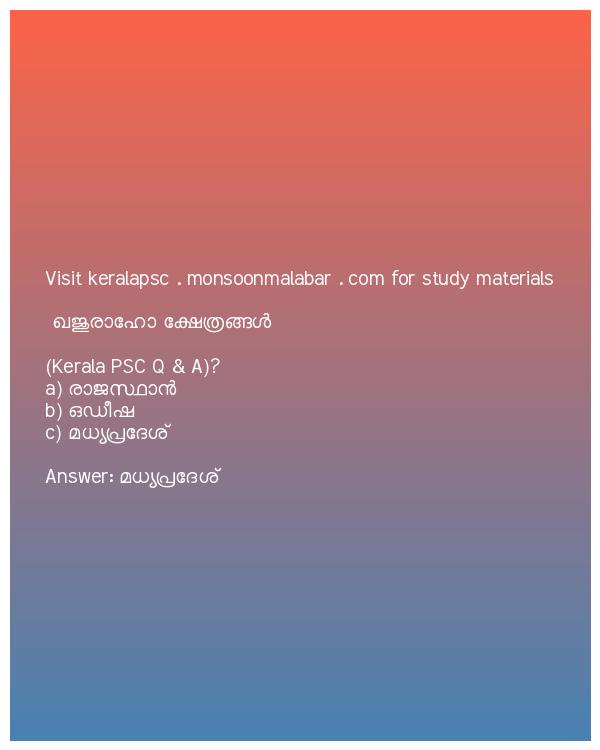 Visit keralapsc . monsoonmalabar . com for study materials
ഖജുരാഹോ ക്ഷേത്രങ്ങൾ
(Kerala PSC Q & A)?
a) രാജസ്ഥാൻ
b) ഒഡീഷ
c) മധ്യപ്രദേശ്
Answer: മധ്യപ്രദേശ്